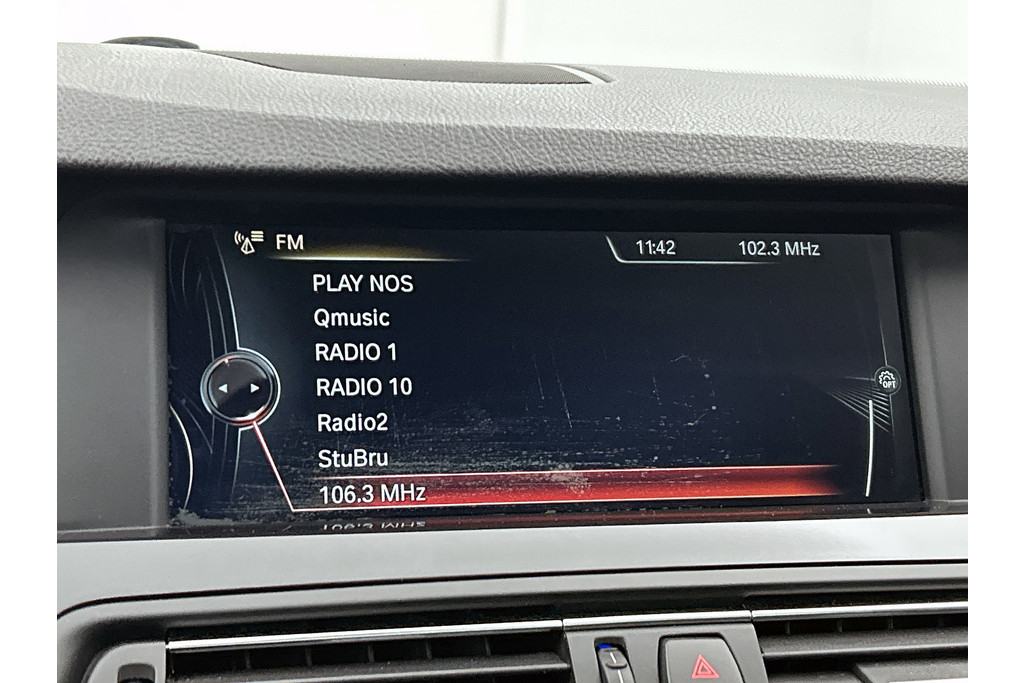 FM 11:42 102.3 MHz
PLAY NOS
Qmusic
RADIO 1
RADIO 10
Radio2
StuBru
106.3 MHz
OPT